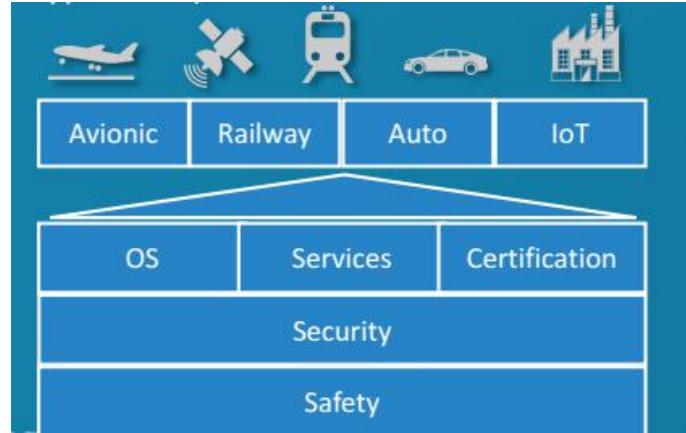 Avionic Railway Auto IoT
OS Services Certification
Security
Safety